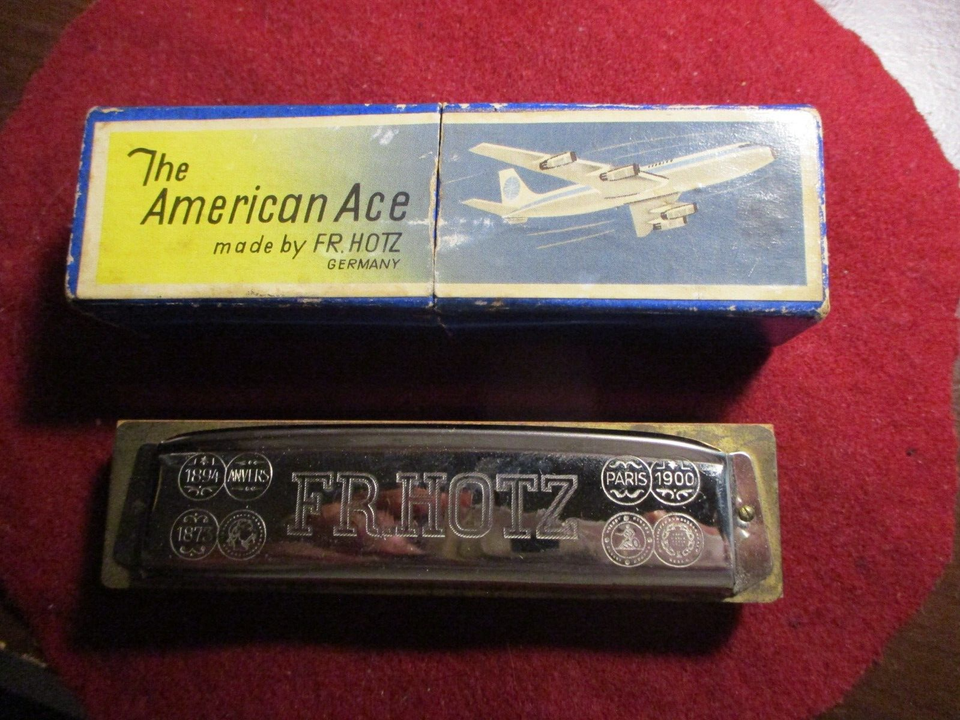 The
American Ace
made by FR. HOTZ
GERMANY
1894 ANVERS
FR.HOTZ
PARIS 1900
1873